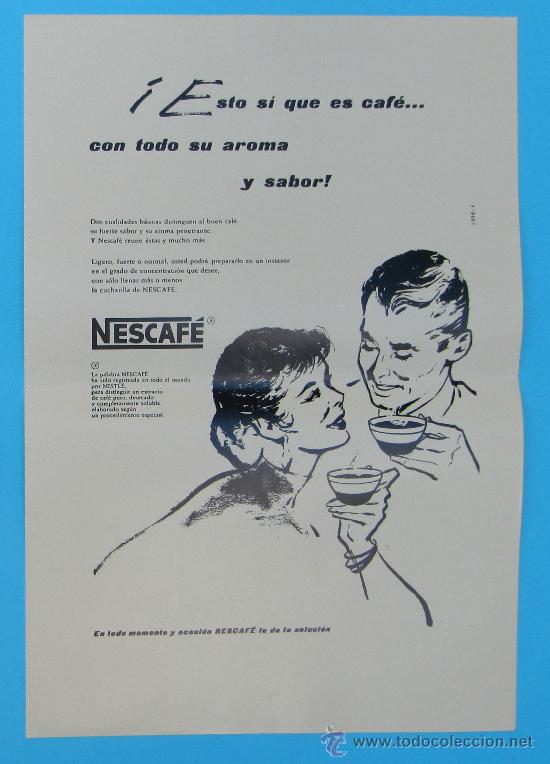 ¡Esto sí que es café...
con todo su aroma
y sabor!
Dos cualidades básicas distinguen al buen café
su fuerte sabor y su aroma penetrante.
Y Nescafé reune éstas y mucho más.
Ligero, fuerte o normal, usted podrá prepararlo en un instante
en el grado de concentración que desee,
con sólo llenar más o menos
la cucharilla de NESCAFÉ.
NESCAFÉ ®
®
La palabra NESCAFÉ
ha sido registrada en todo el mundo
por NESTLÉ,
para distinguir un extracto
de café puro, desecado
y completamente soluble
elaborado según
un procedimiento especial.
En todo momento y ocasión NESCAFÉ le da la solución
www.todocoleccion.net